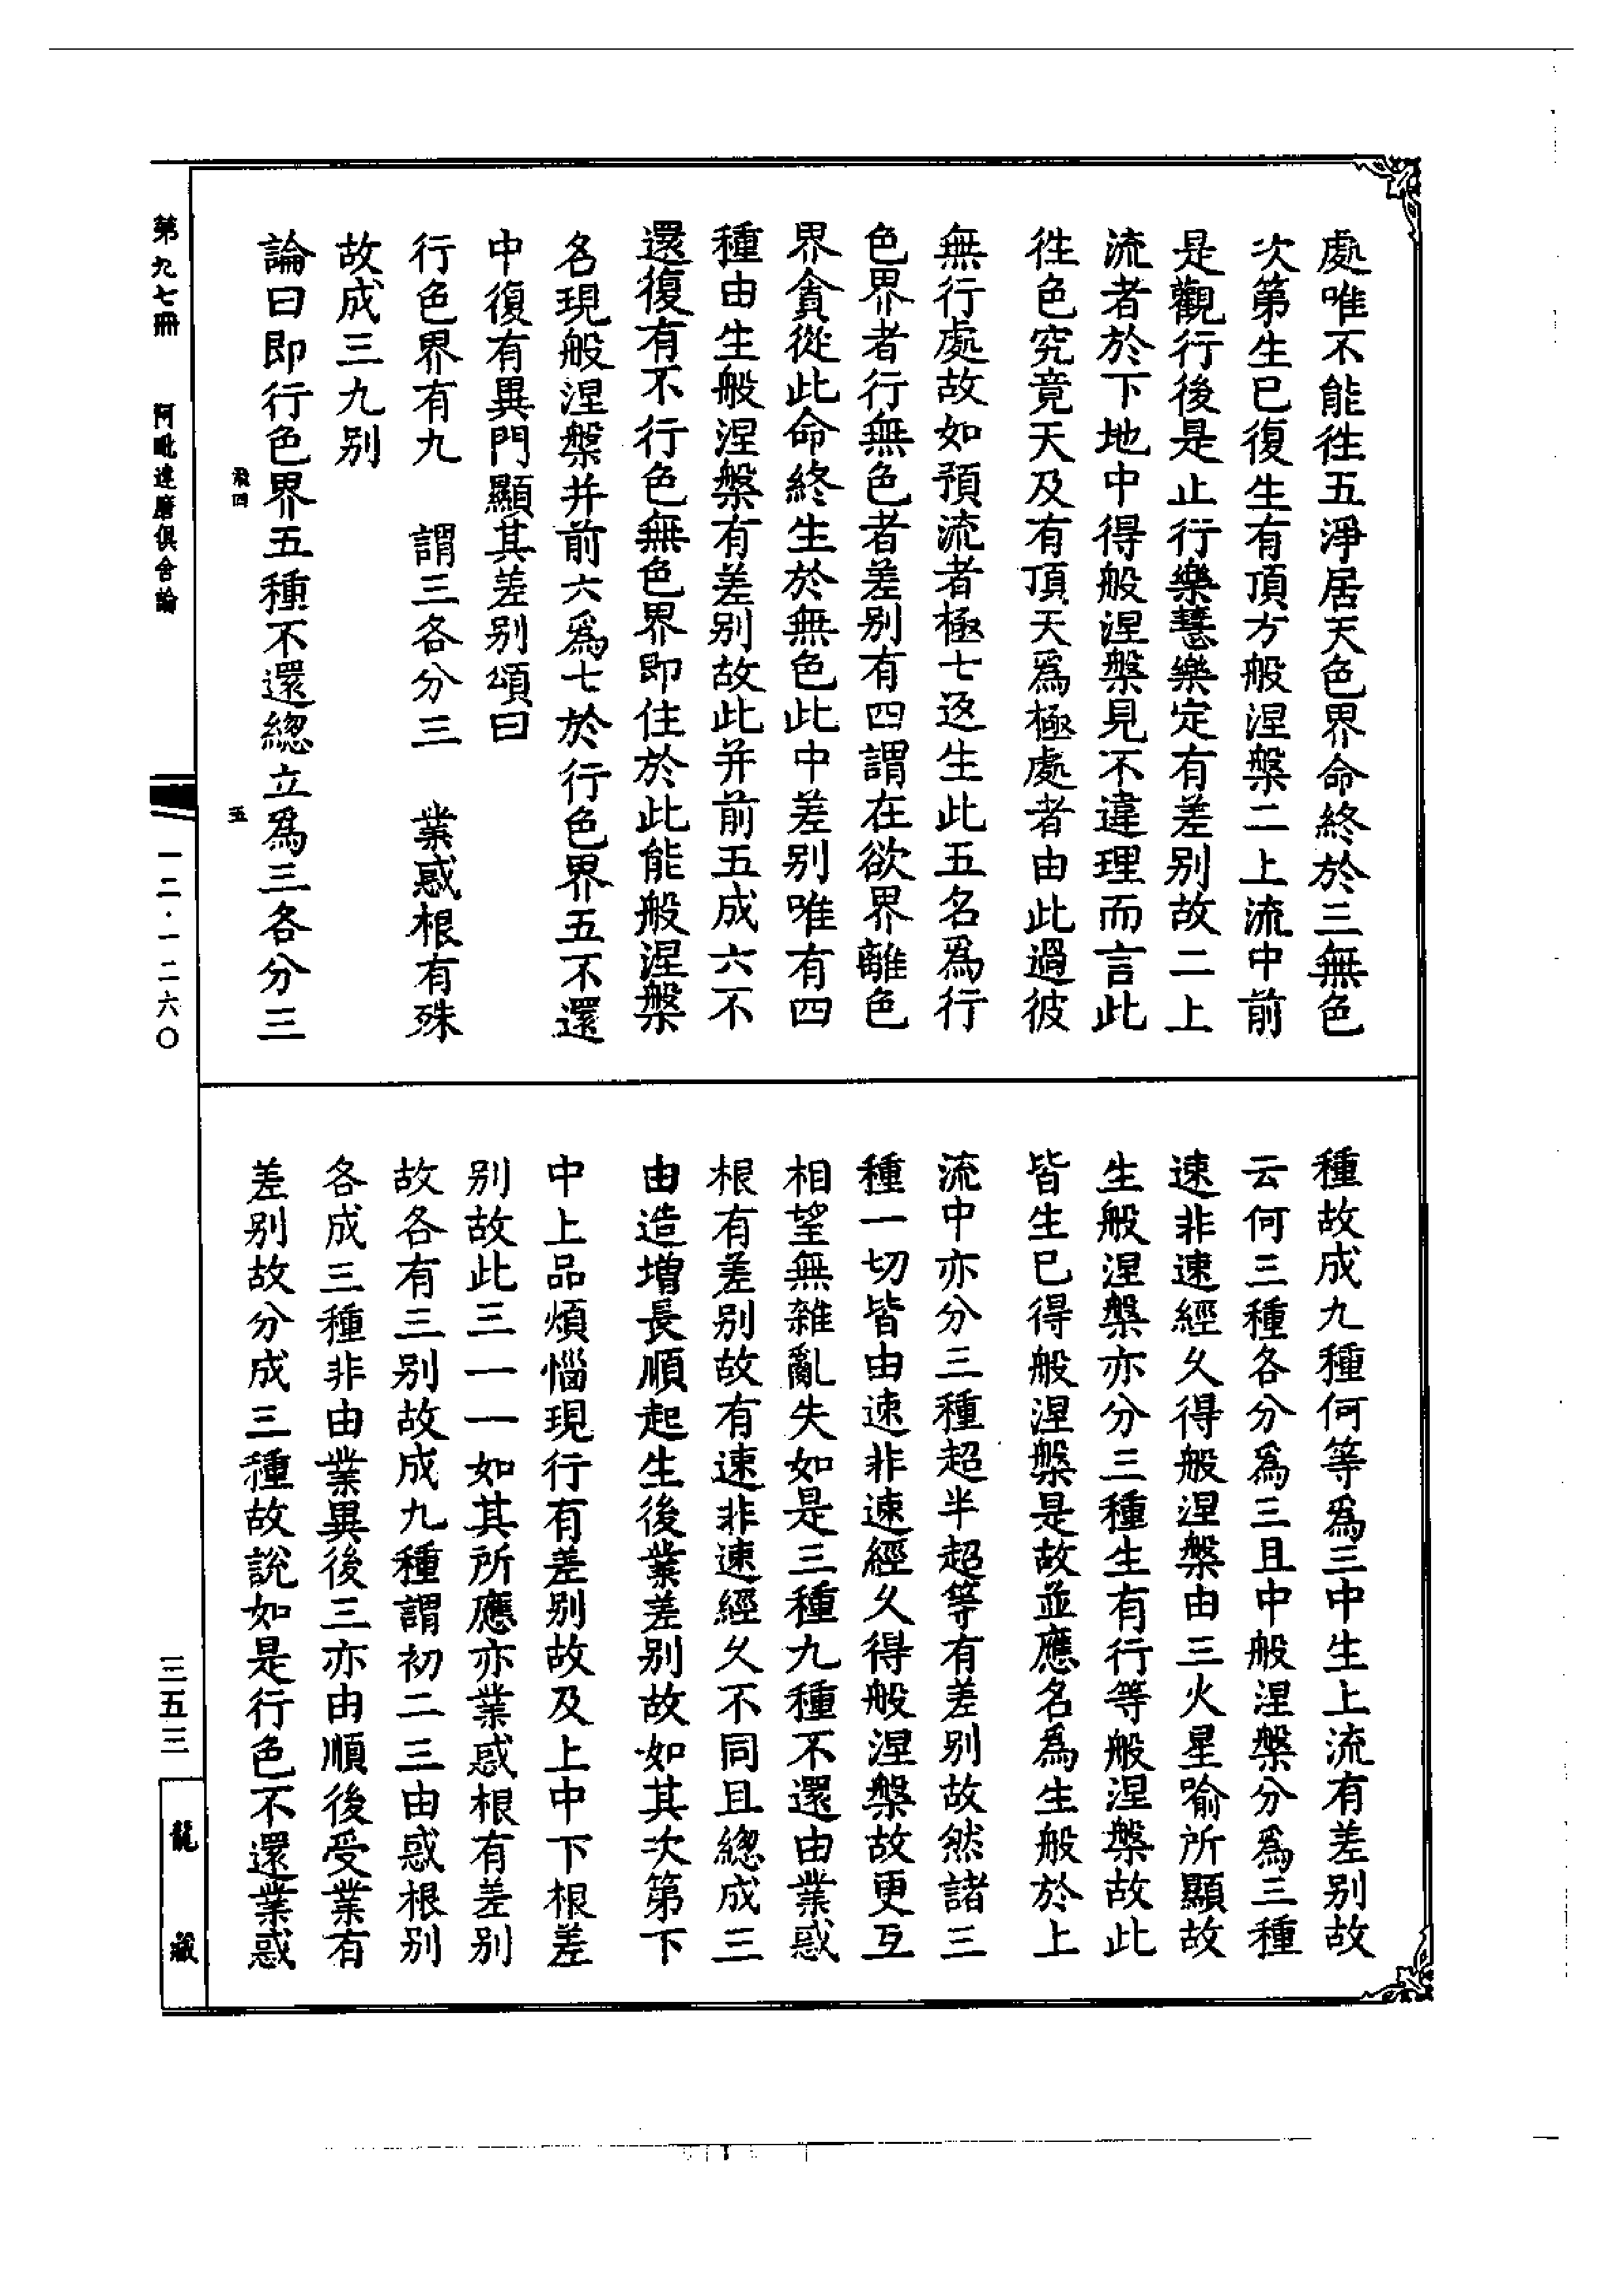 處唯不能徃五淨居天色界命終於三無色
次第生已復生有頂方般涅槃二上流中前
是觀行後是止行樂慧樂定有差别故二上
流者於下地中得般涅槃見不違理而言此
徃色究竟天及有頂天爲極處者由此過彼
無行處故如預流者極七返生此五名爲行
色界者行無色者差别有四謂在欲界離色
界貪從此命終生於無色此中差别唯有四
種由生般涅槃有差别故此并前五成六不
還復有不行色無色界即住於此能般涅槃
名現般涅槃并前六爲七於行色界五不還
中復有異門顯其差别頌曰
行色界有九　謂三各分三　業惑根有殊
故成三九别
論曰即行色界五種不還緫立爲三各分三
種故成九種何等爲三中生上流有差别故
云何三種各分爲三且中般涅槃分爲三種
速非速經久得般涅槃由三火星喻所顯故
生般涅槃亦分三種生有行等般涅槃故此
皆生已得般涅槃是故並應名爲生般於上
流中亦分三種超半超等有差别故然諸三
種一切皆由速非速經久得般涅槃故更互
相望無雜亂失如是三種九種不還由業惑
根有差别故有速非速經久不同且緫成三
由造增長順起生後業差别故如其次第下
中上品煩惱現行有差别故及上中下根差
别故此三一一如其所應亦業惑根有差别
故各有三别故成九種謂初二三由惑根别
各成三種非由業異後三亦由順後受業有
差别故分成三種故説如是行色不還業惑
第九七冊　阿毗達磨俱舍論　一二·一二六〇　三五三
龍藏
五